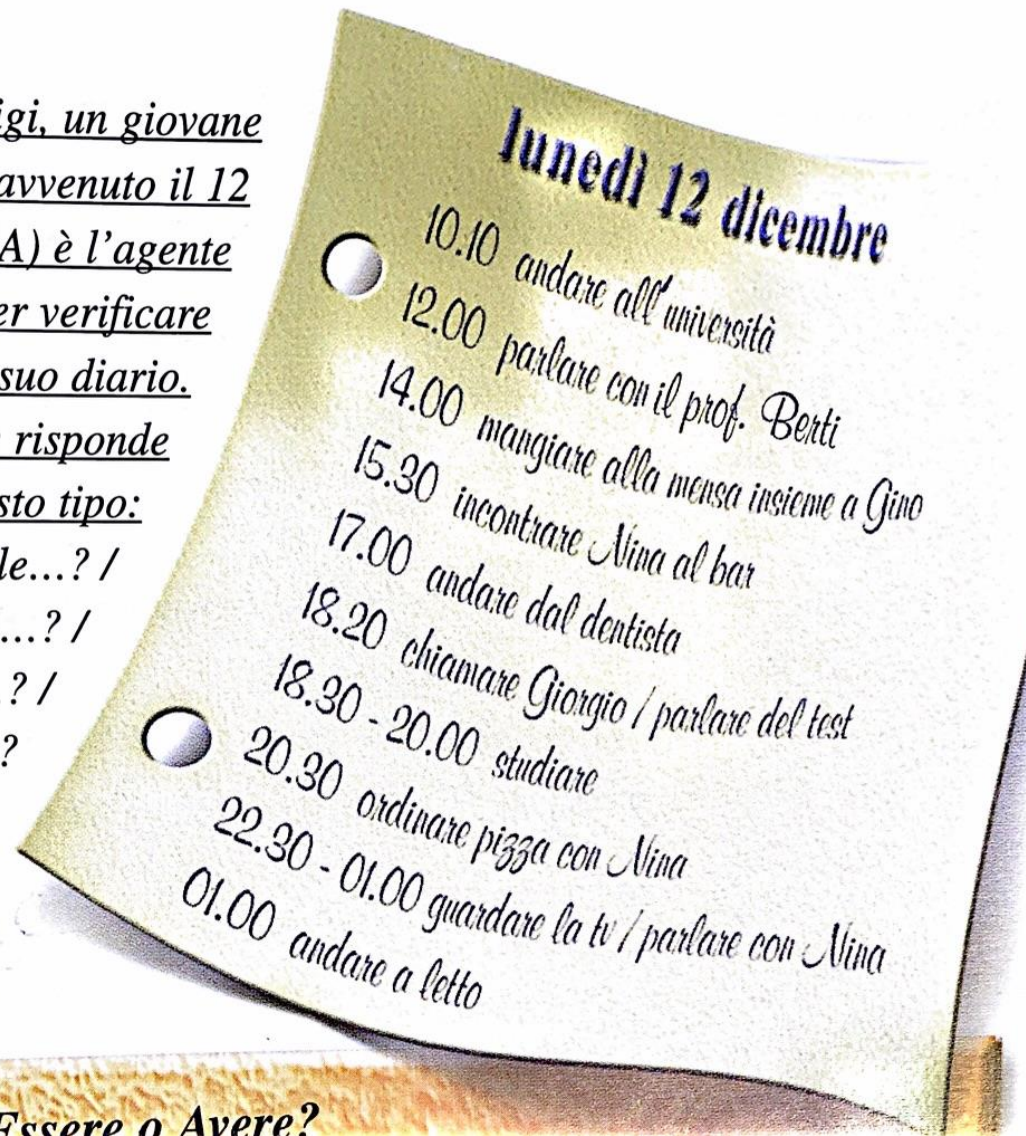 igi, un giovane
avvenuto il 12
A) è l'agente
er verificare
suo diario.
risponde
sto tipo:
le...? /
...? /
.? /
?
lunedì 12 dicembre
10.10 andare all'università
12.00 parlare con il prof. Berti
14.00 mangiare alla mensa insieme a Gino
15.30 incontrare Nina al bar
17.00 andare dal dentista
18.20 chiamare Giorgio / parlare del test
18.30 - 20.00 studiare
20.30 ordinare pizza con Nina
22.30 - 01.00 guardare la tv / parlare con Nina
01.00 andare a letto
Essere o Avere?